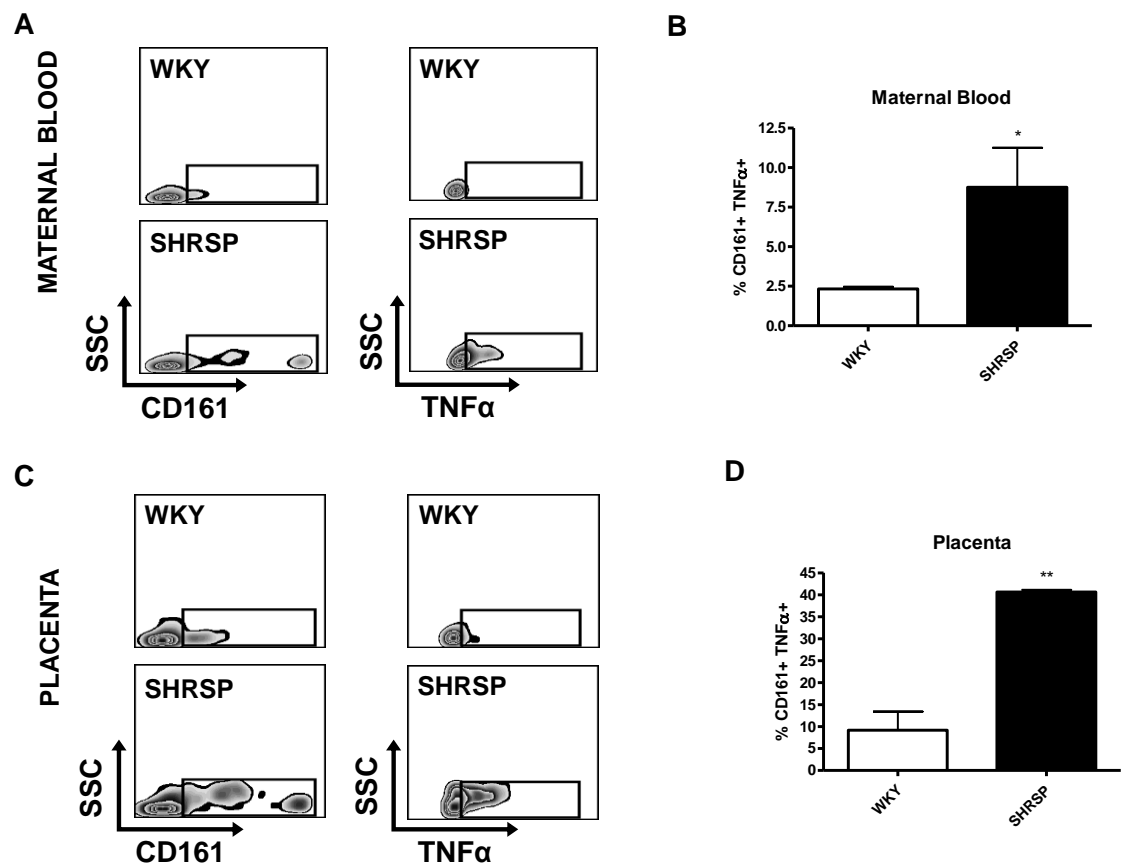 A
MATERNAL BLOOD
WKY
WKY
SHRSP
SHRSP
SSC
SSC
CD161
TNFα
B
Maternal Blood
% CD161+ TNFα+
12.5
10.0
7.5
5.0
2.5
0.0
*
WKY
SHRSP
C
PLACENTA
WKY
WKY
SHRSP
SHRSP
SSC
SSC
CD161
TNFα
D
Placenta
% CD161+ TNFα+
45
40
35
30
25
20
15
10
5
0
**
WKY
SHRSP